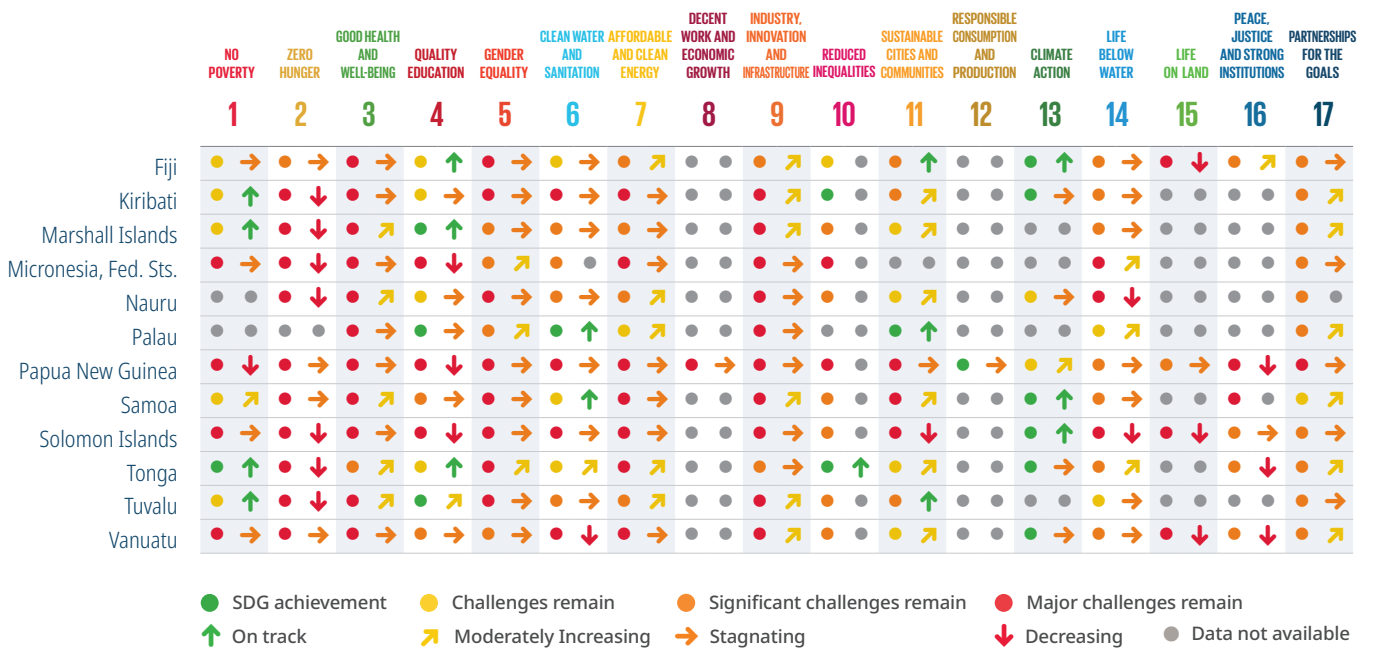 NO
POVERTY
ZERO
HUNGER
GOOD HEALTH
AND
WELL-BEING
QUALITY
EDUCATION
GENDER
EQUALITY
CLEAN WATER
AND
SANITATION
AFFORDABLE
AND CLEAN
ENERGY
DECENT
WORK AND
ECONOMIC
GROWTH
INDUSTRY,
INNOVATION
AND
INFRASTRUCTURE
REDUCED
INEQUALITIES
SUSTAINABLE
CITIES AND
COMMUNITIES
RESPONSIBLE
CONSUMPTION
AND
PRODUCTION
CLIMATE
ACTION
LIFE
BELOW
WATER
LIFE
ON LAND
PEACE,
JUSTICE
AND STRONG
INSTITUTIONS
PARTNERSHIPS
FOR THE
GOALS
1 2 3 4 5 6 7 8 9 10 11 12 13 14 15 16 17
Fiji
Kiribati
Marshall Islands
Micronesia, Fed. Sts.
Nauru
Palau
Papua New Guinea
Samoa
Solomon Islands
Tonga
Tuvalu
Vanuatu
SDG achievement
Challenges remain
Significant challenges remain
Major challenges remain
On track
Moderately Increasing
Stagnating
Decreasing
Data not available